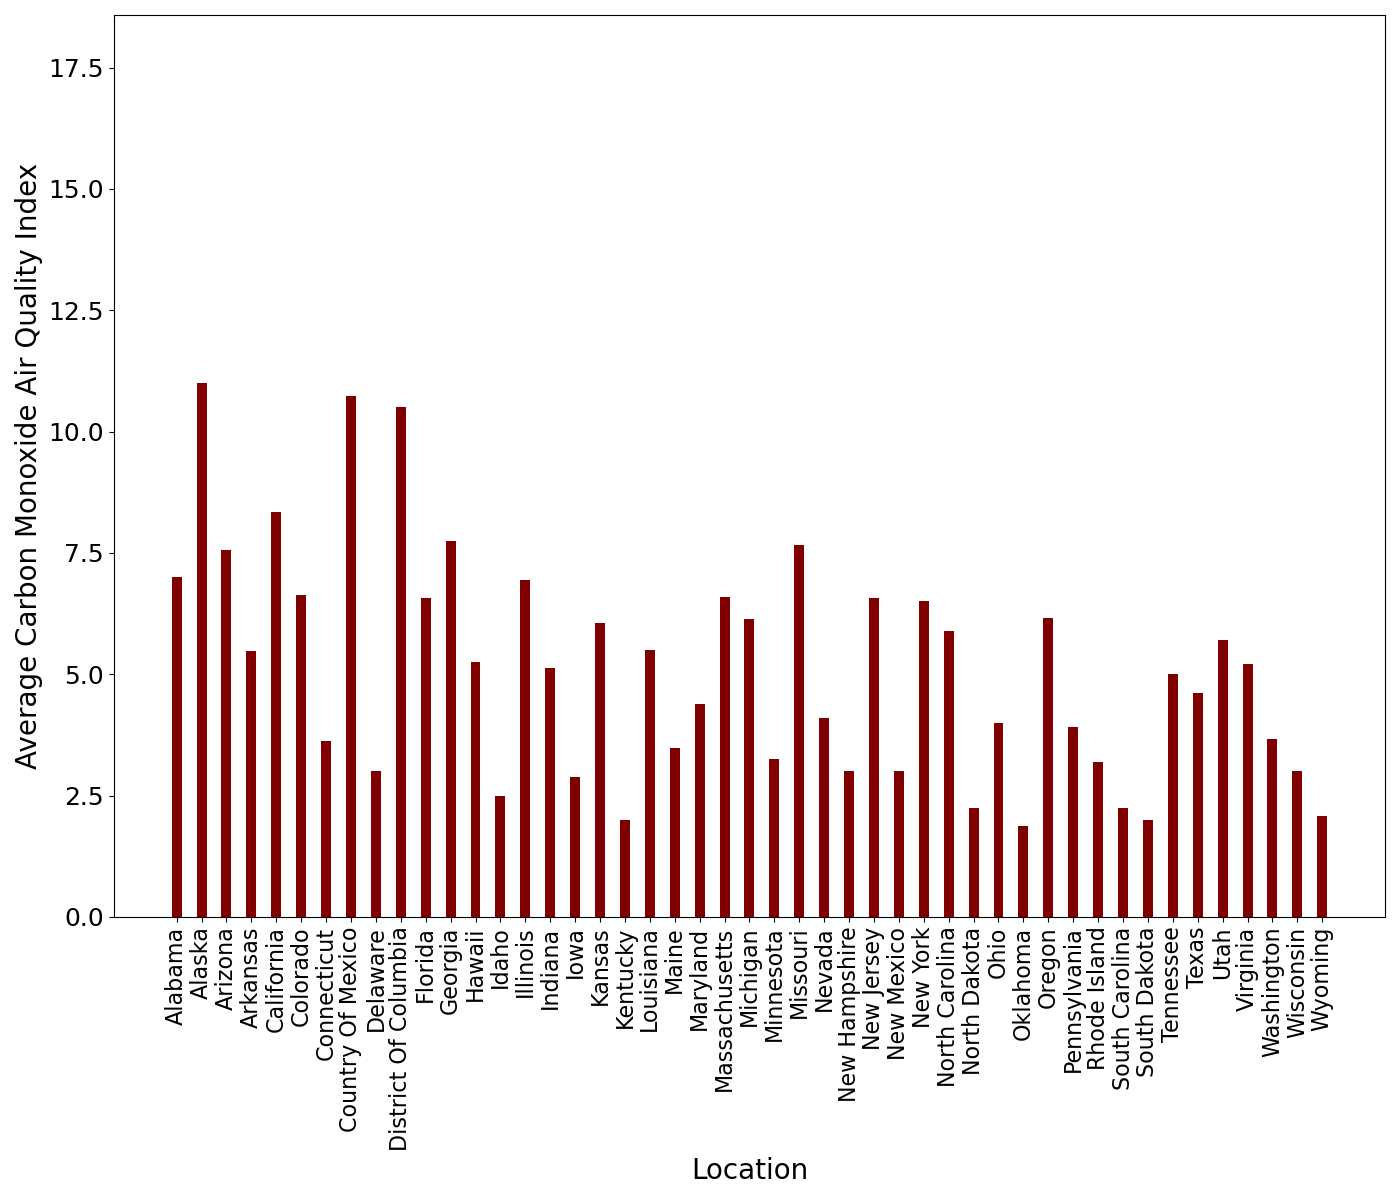 Average Carbon Monoxide Air Quality Index
17.5
15.0
12.5
10.0
7.5
5.0
2.5
0.0
Alabama
Alaska
Arizona
Arkansas
California
Colorado
Connecticut
Country Of Mexico
Delaware
District Of Columbia
Florida
Georgia
Hawaii
Idaho
Illinois
Indiana
Iowa
Kansas
Kentucky
Louisiana
Maine
Maryland
Massachusetts
Michigan
Minnesota
Missouri
Nevada
New Hampshire
New Jersey
New Mexico
New York
North Carolina
North Dakota
Ohio
Oklahoma
Oregon
Pennsylvania
Rhode Island
South Carolina
South Dakota
Tennessee
Texas
Utah
Virginia
Washington
Wisconsin
Wyoming
Location